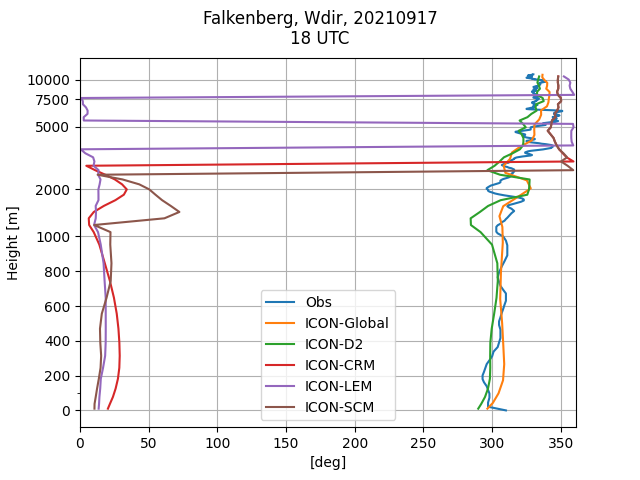 Falkenberg, Wdir, 20210917
18 UTC
10000
7500
5000
2000
1000
800
600
400
200
0
Height [m]
Obs
ICON-Global
ICON-D2
ICON-CRM
ICON-LEM
ICON-SCM
0 50 100 150 200 250 300 350
[deg]